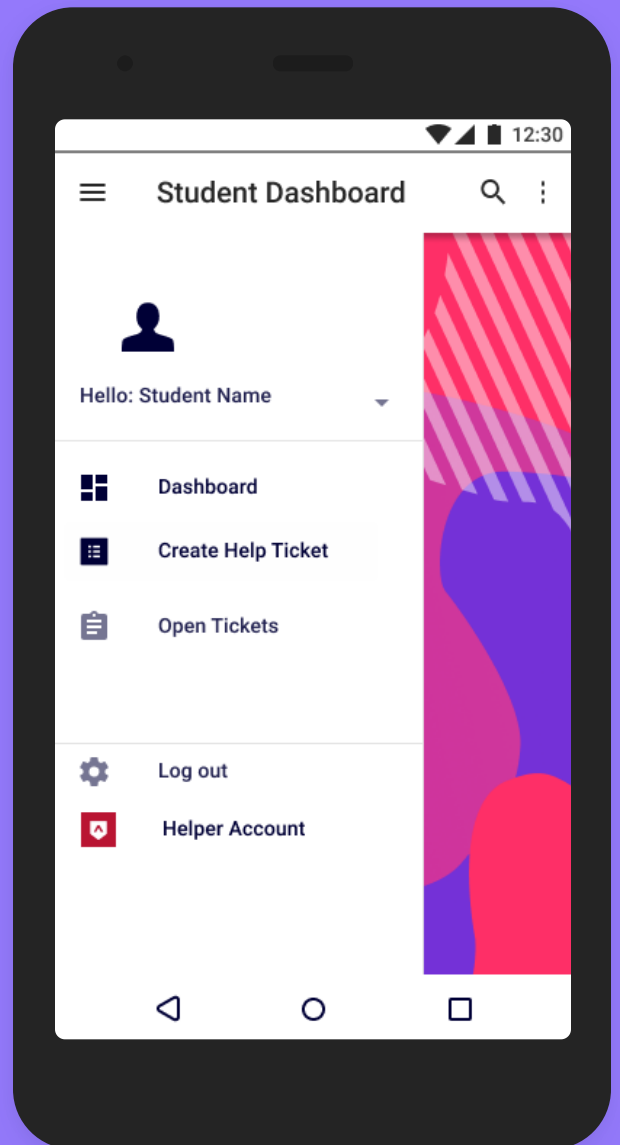 12:30
Student Dashboard
Hello: Student Name
Dashboard
Create Help Ticket
Open Tickets
Log out
Helper Account